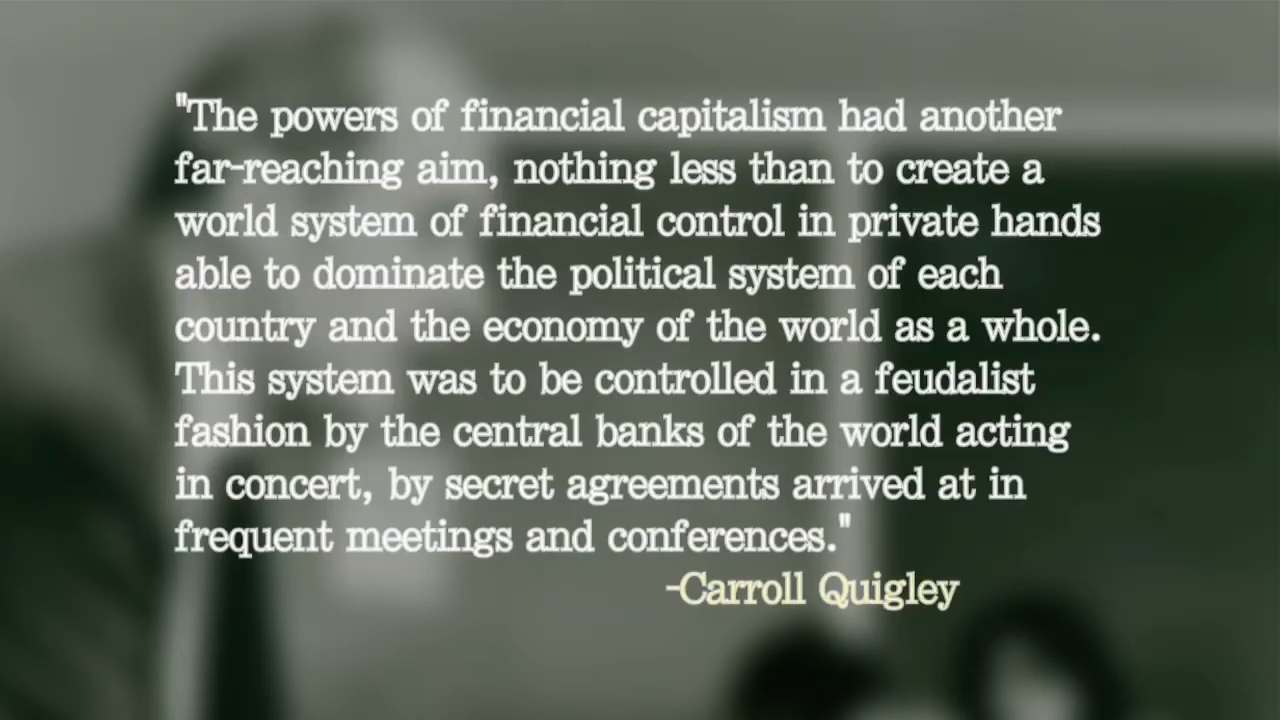 "The powers of financial capitalism had another
far-reaching aim, nothing less than to create a
world system of financial control in private hands
able to dominate the political system of each
country and the economy of the world as a whole.
This system was to be controlled in a feudalist
fashion by the central banks of the world acting
in concert, by secret agreements arrived at in
frequent meetings and conferences."
-Carroll Quigley